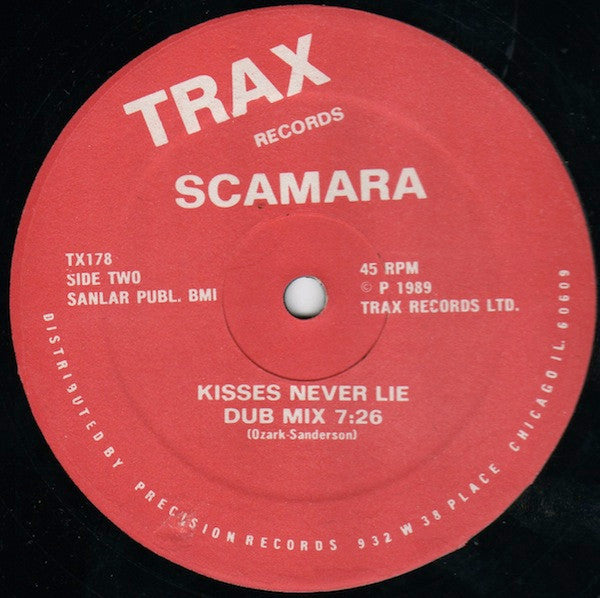 TRAX
RECORDS
SCAMARA
TX178
SIDE TWO
SANLAR PUBL. BMI
45 RPM
© P 1989
TRAX RECORDS LTD.
KISSES NEVER LIE
DUB MIX 7:26
(Ozark-Sanderson)
DISTRIBUTED BY PRECISION RECORDS 932 W 38 PLACE, CHICAGO IL. 60609